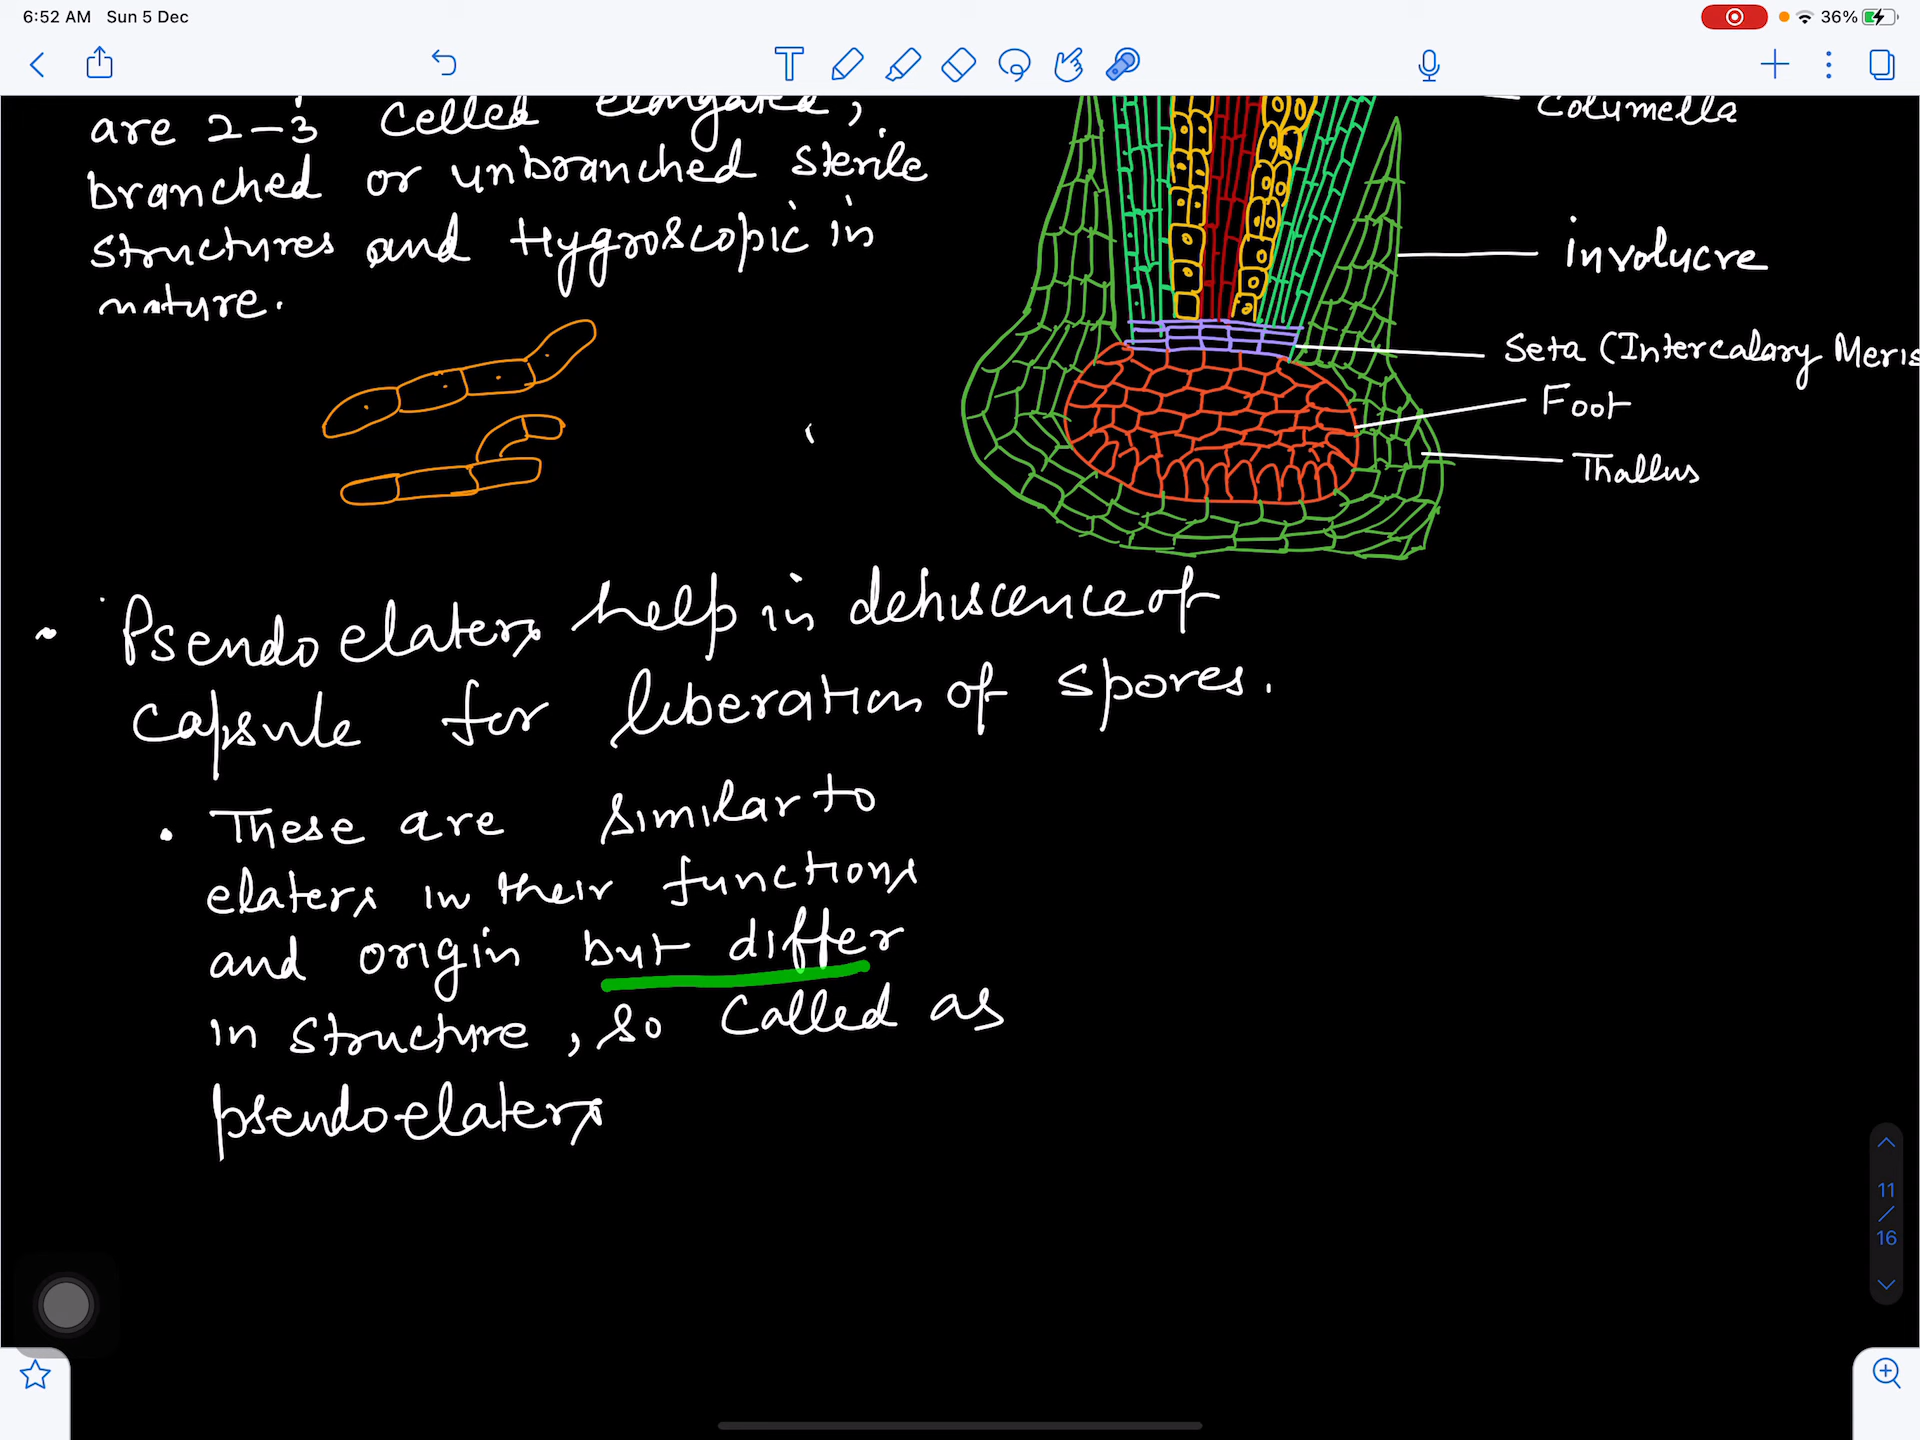 6:52 AM Sun 5 Dec
36%
are 2-3 celled elongated,
branched or unbranched sterile
structures and Hygroscopic in
nature.
Columella
involucre
Seta (Intercalary Meris
Foot
Thallus
Psendo elaters help in dehiscence of
capsule for liberation of spores.
• These are similar to
elaters in their functions
and origin but differ
in structure, so called as
psendoelaters
11
/
16